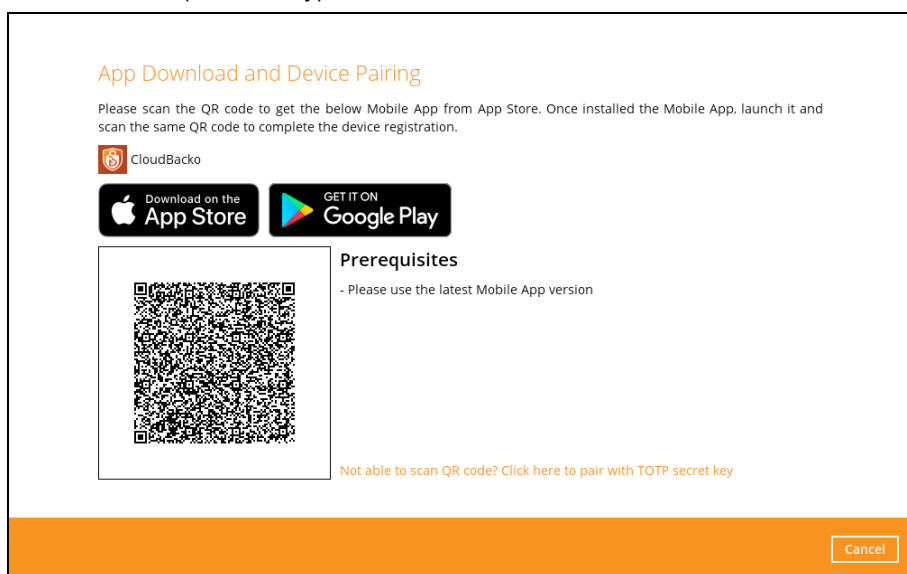 App Download and Device Pairing
Please scan the QR code to get the below Mobile App from App Store. Once installed the Mobile App, launch it and
scan the same QR code to complete the device registration.
CloudBacko
Download on the
App Store
GET IT ON
Google Play
Prerequisites
- Please use the latest Mobile App version
Not able to scan QR code? Click here to pair with TOTP secret key
Cancel